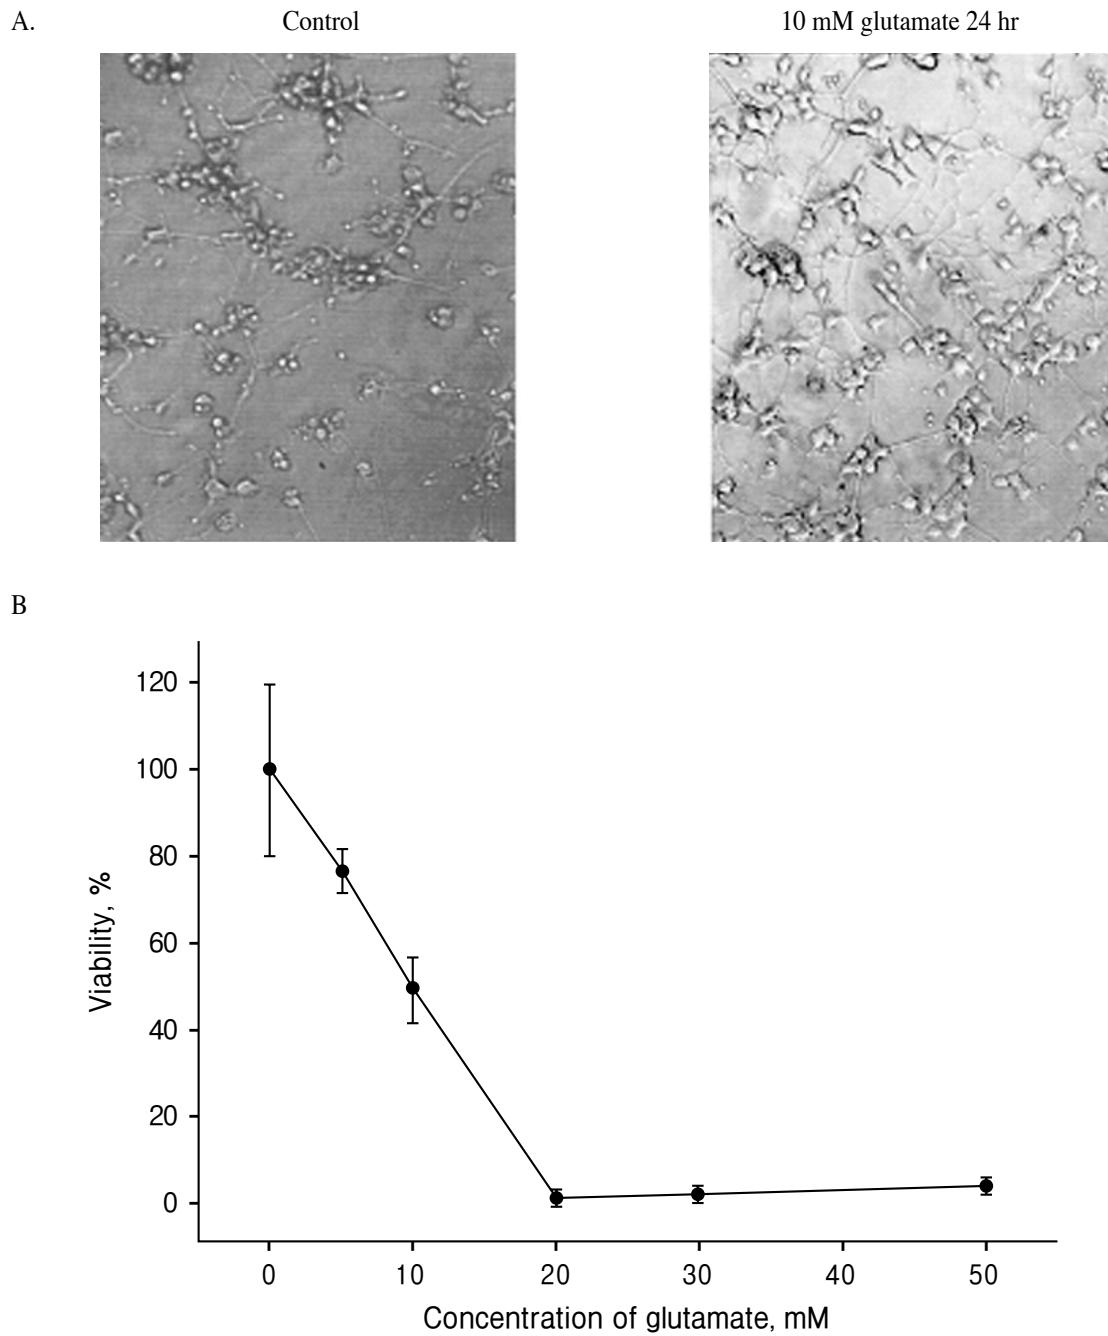 A.
Control
10 mM glutamate 24 hr
B
120
100
80
60
40
20
0
Viability, %
0 10 20 30 40 50
Concentration of glutamate, mM